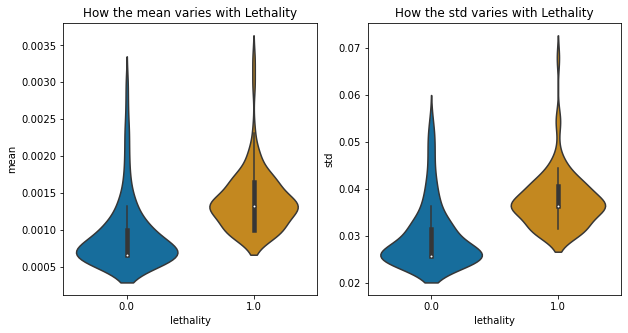 How the mean varies with Lethality
0.0035
0.0030
0.0025
0.0020
0.0015
0.0010
0.0005
mean
0.0
1.0
lethality
How the std varies with Lethality
0.07
0.06
0.05
0.04
0.03
0.02
std
0.0
1.0
lethality